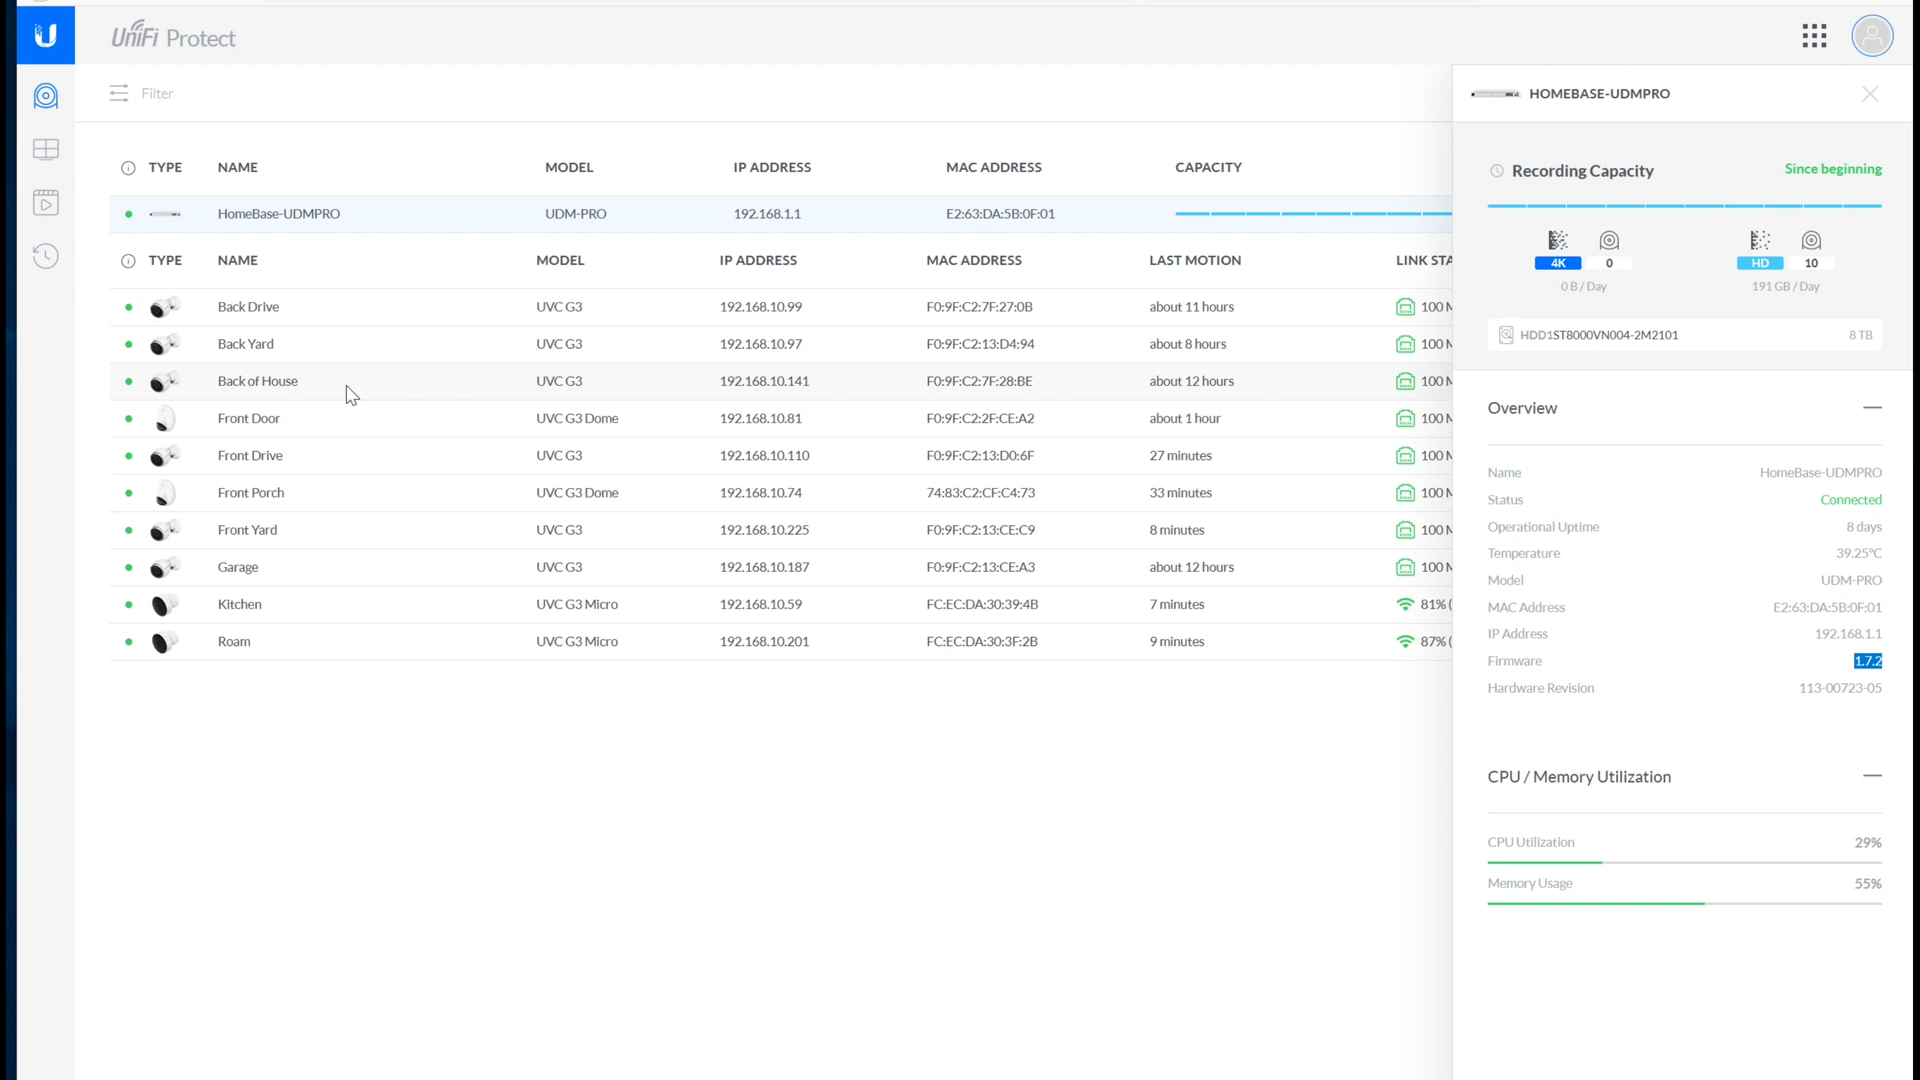 UniFi Protect
Filter
HOMEBASE-UDMPRO
TYPE NAME MODEL IP ADDRESS MAC ADDRESS CAPACITY
HomeBase-UDMPRO UDM-PRO 192.168.1.1 E2:63:DA:5B:0F:01
TYPE NAME MODEL IP ADDRESS MAC ADDRESS LAST MOTION LINK STA
Back Drive UVC G3 192.168.10.99 F0:9F:C2:7F:27:0B about 11 hours 100 M
Back Yard UVC G3 192.168.10.97 F0:9F:C2:13:D4:94 about 8 hours 100 M
Back of House UVC G3 192.168.10.141 F0:9F:C2:7F:28:BE about 12 hours 100 M
Front Door UVC G3 Dome 192.168.10.81 F0:9F:C2:2F:CE:A2 about 1 hour 100 M
Front Drive UVC G3 192.168.10.110 F0:9F:C2:13:D0:6F 27 minutes 100 M
Front Porch UVC G3 Dome 192.168.10.74 74:83:C2:CF:C4:73 33 minutes 100 M
Front Yard UVC G3 192.168.10.225 F0:9F:C2:13:CE:C9 8 minutes 100 M
Garage UVC G3 192.168.10.187 F0:9F:C2:13:CE:A3 about 12 hours 100 M
Kitchen UVC G3 Micro 192.168.10.59 FC:EC:DA:30:39:4B 7 minutes 81% (
Roam UVC G3 Micro 192.168.10.201 FC:EC:DA:30:3F:2B 9 minutes 87% (
Recording Capacity Since beginning
4K 0 HD 10
0 B / Day 191 GB / Day
HDD1ST8000VN004-2M2101 8 TB
Overview
Name HomeBase-UDMPRO
Status Connected
Operational Uptime 8 days
Temperature 39.25°C
Model UDM-PRO
MAC Address E2:63:DA:5B:0F:01
IP Address 192.168.1.1
Firmware 1.7.2
Hardware Revision 113-00723-05
CPU / Memory Utilization
CPU Utilization 29%
Memory Usage 55%